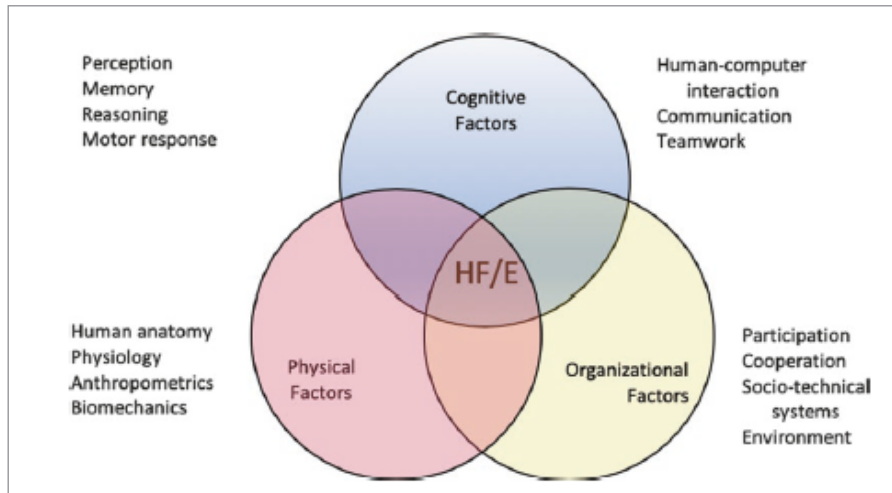 Perception
Memory
Reasoning
Motor response
Cognitive
Factors
Human-computer
interaction
Communication
Teamwork
HF/E
Human anatomy
Physiology
Anthropometrics
Biomechanics
Physical
Factors
Organizational
Factors
Participation
Cooperation
Socio-technical
systems
Environment